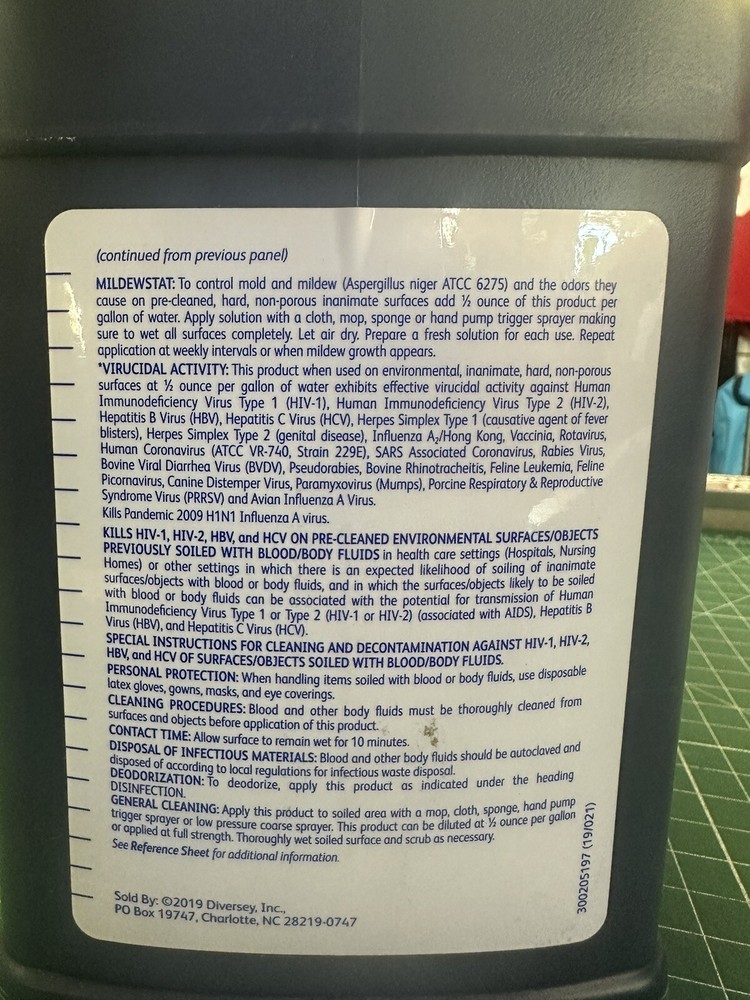 (continued from previous panel)
MILDEWSTAT: To control mold and mildew (Aspergillus niger ATCC 6275) and the odors they
cause on pre-cleaned, hard, non-porous inanimate surfaces add ½ ounce of this product per
gallon of water. Apply solution with a cloth, mop, sponge or hand pump trigger sprayer making
sure to wet all surfaces completely. Let air dry. Prepare a fresh solution for each use. Repeat
application at weekly intervals or when mildew growth appears.
*VIRUCIDAL ACTIVITY: This product when used on environmental, inanimate, hard, non-porous
surfaces at ½ ounce per gallon of water exhibits effective virucidal activity against Human
Immunodeficiency Virus Type 1 (HIV-1), Human Immunodeficiency Virus Type 2 (HIV-2),
Hepatitis B Virus (HBV), Hepatitis C Virus (HCV), Herpes Simplex Type 1 (causative agent of fever
blisters), Herpes Simplex Type 2 (genital disease), Influenza A₂/Hong Kong, Vaccinia, Rotavirus,
Human Coronavirus (ATCC VR-740, Strain 229E), SARS Associated Coronavirus, Rabies Virus,
Bovine Viral Diarrhea Virus (BVDV), Pseudorabies, Bovine Rhinotracheitis, Feline Leukemia, Feline
Picornavirus, Canine Distemper Virus, Paramyxovirus (Mumps), Porcine Respiratory & Reproductive
Syndrome Virus (PRRSV) and Avian Influenza A Virus.
Kills Pandemic 2009 H1N1 Influenza A virus.
KILLS HIV-1, HIV-2, HBV, and HCV ON PRE-CLEANED ENVIRONMENTAL SURFACES/OBJECTS
PREVIOUSLY SOILED WITH BLOOD/BODY FLUIDS in health care settings (Hospitals, Nursing
Homes) or other settings in which there is an expected likelihood of soiling of inanimate
surfaces/objects with blood or body fluids, and in which the surfaces/objects likely to be soiled
with blood or body fluids can be associated with the potential for transmission of Human
Immunodeficiency Virus Type 1 or Type 2 (HIV-1 or HIV-2) (associated with AIDS), Hepatitis B
Virus (HBV), and Hepatitis C Virus (HCV).
SPECIAL INSTRUCTIONS FOR CLEANING AND DECONTAMINATION AGAINST HIV-1, HIV-2,
HBV, and HCV OF SURFACES/OBJECTS SOILED WITH BLOOD/BODY FLUIDS.
PERSONAL PROTECTION: When handling items soiled with blood or body fluids, use disposable
latex gloves, gowns, masks, and eye coverings.
CLEANING PROCEDURES: Blood and other body fluids must be thoroughly cleaned from
surfaces and objects before application of this product.
CONTACT TIME: Allow surface to remain wet for 10 minutes.
DISPOSAL OF INFECTIOUS MATERIALS: Blood and other body fluids should be autoclaved and
disposed of according to local regulations for infectious waste disposal.
DEODORIZATION: To deodorize, apply this product as indicated under the heading
DISINFECTION.
GENERAL CLEANING: Apply this product to soiled area with a mop, cloth, sponge, hand pump
trigger sprayer or low pressure coarse sprayer. This product can be diluted at ½ ounce per gallon
or applied at full strength. Thoroughly wet soiled surface and scrub as necessary.
See Reference Sheet for additional information.
Sold By: ©2019 Diversey, Inc.,
PO Box 19747, Charlotte, NC 28219-0747
300205197 (19/021)